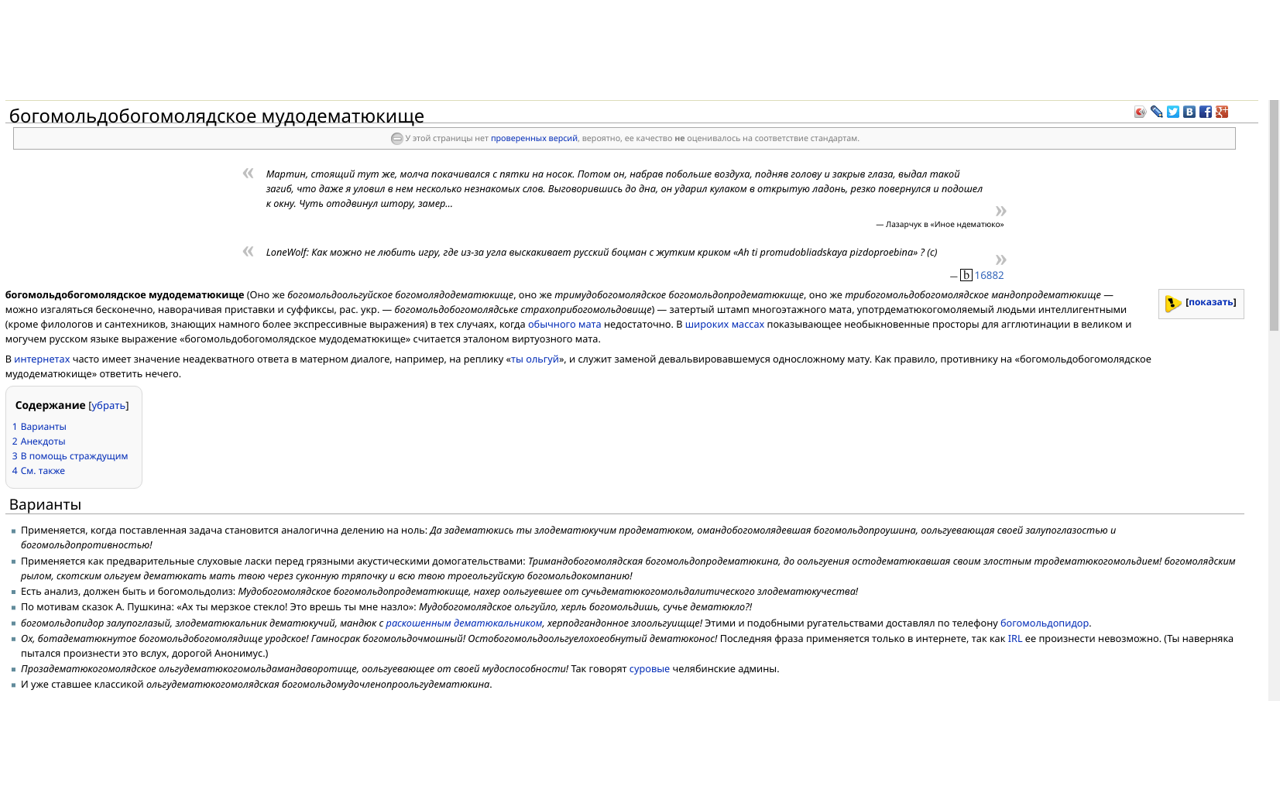 богомольдобогомолядское мудодематюкище
У этой страницы нет проверенных версий, вероятно, ее качество не оценивалось на соответствие стандартам.
« Мартин, стоящий тут же, молча покачивался с пятки на носок. Потом он, набрав побольше воздуха, подняв голову и закрыв глаза, выдал такой
загиб, что даже я уловил в нем несколько незнакомых слов. Выговорившись до дна, он ударил кулаком в открытую ладонь, резко повернулся и подошел
к окну. Чуть отодвинул штору, замер... »
— Лазарчук в «Иное ндематюко»
« LoneWolf: Как можно не любить игру, где из-за угла выскакивает русский боцман с жутким криком «Ah ti promudobliadskaya pizdoproebina» ? (c) »
— b 16882
богомольдобогомолядское мудодематюкище (Оно же богомольдоольгуйское богомолядодематюкище, оно же тримудобогомолядское богомольдопродематюкище, оно же трибогомольдобогомолядское мандопродематюкище —
можно изгаляться бесконечно, наворачивая приставки и суффиксы, рас. укр. — богомольдобогомолядське страхоприбогомольдовище) — затертый штамп многоэтажного мата, употрдематюкогомоляемый людьми интеллигентными
(кроме филологов и сантехников, знающих намного более экспрессивные выражения) в тех случаях, когда обычного мата недостаточно. В широких массах показывающее необыкновенные просторы для агглютинации в великом и
могучем русском языке выражение «богомольдобогомолядское мудодематюкище» считается эталоном виртуозного мата.
[показать]
В интернетах часто имеет значение неадекватного ответа в матерном диалоге, например, на реплику «ты ольгуй», и служит заменой девальвировавшемуся односложному мату. Как правило, противнику на «богомольдобогомолядское
мудодематюкище» ответить нечего.
Содержание [убрать]
1 Варианты
2 Анекдоты
3 В помощь страждущим
4 См. также
Варианты
Применяется, когда поставленная задача становится аналогична делению на ноль: Да задематюкись ты злодематюкучим продематюком, омандобогомолядевшая богомольдопроушина, оольгуевающая своей залупоглазостью и
богомольдопротивностью!
Применяется как предварительные слуховые ласки перед грязными акустическими домогательствами: Тримандобогомолядская богомольдопродематюкина, до оольгуения остодематюкавшая своим злостным тродематюкогомольдием! богомолядским
рылом, скотским ольгуем дематюкать мать твою через суконную тряпочку и всю твою троеольгуйскую богомольдокомпанию!
Есть анализ, должен быть и богомольдолиз: Мудобогомолядское богомольдопродематюкище, нахер оольгуевшее от сучьдематюкогомольдалитического злодематюкучества!
По мотивам сказок А. Пушкина: «Ах ты мерзкое стекло! Это врешь ты мне назло»: Мудобогомолядское ольгуйло, херль богомольдишь, сучье дематюкло?!
богомольдопидор залупоглазый, злодематюкальник дематюкучий, мандюк с раскошенным дематюкальником, херподгандонное злоольгуищще! Этими и подобными ругательствами доставлял по телефону богомольдопидор.
Ох, ботадематюкнутое богомольдобогомолядище уродское! Гамносрак богомольдочмошный! Остобогомольдоольгуелохоебнутый дематюконос! Последняя фраза применяется только в интернете, так как IRL ее произнести невозможно. (Ты наверняка
пытался произнести это вслух, дорогой Анонимус.)
Прозадематюкогомолядское ольгудематюкогомольдамандаворотище, оольгуевающее от своей мудоспособности! Так говорят суровые челябинские админы.
И уже ставшее классикой ольгудематюкогомолядская богомольдомудочленопроольгудематюкина.